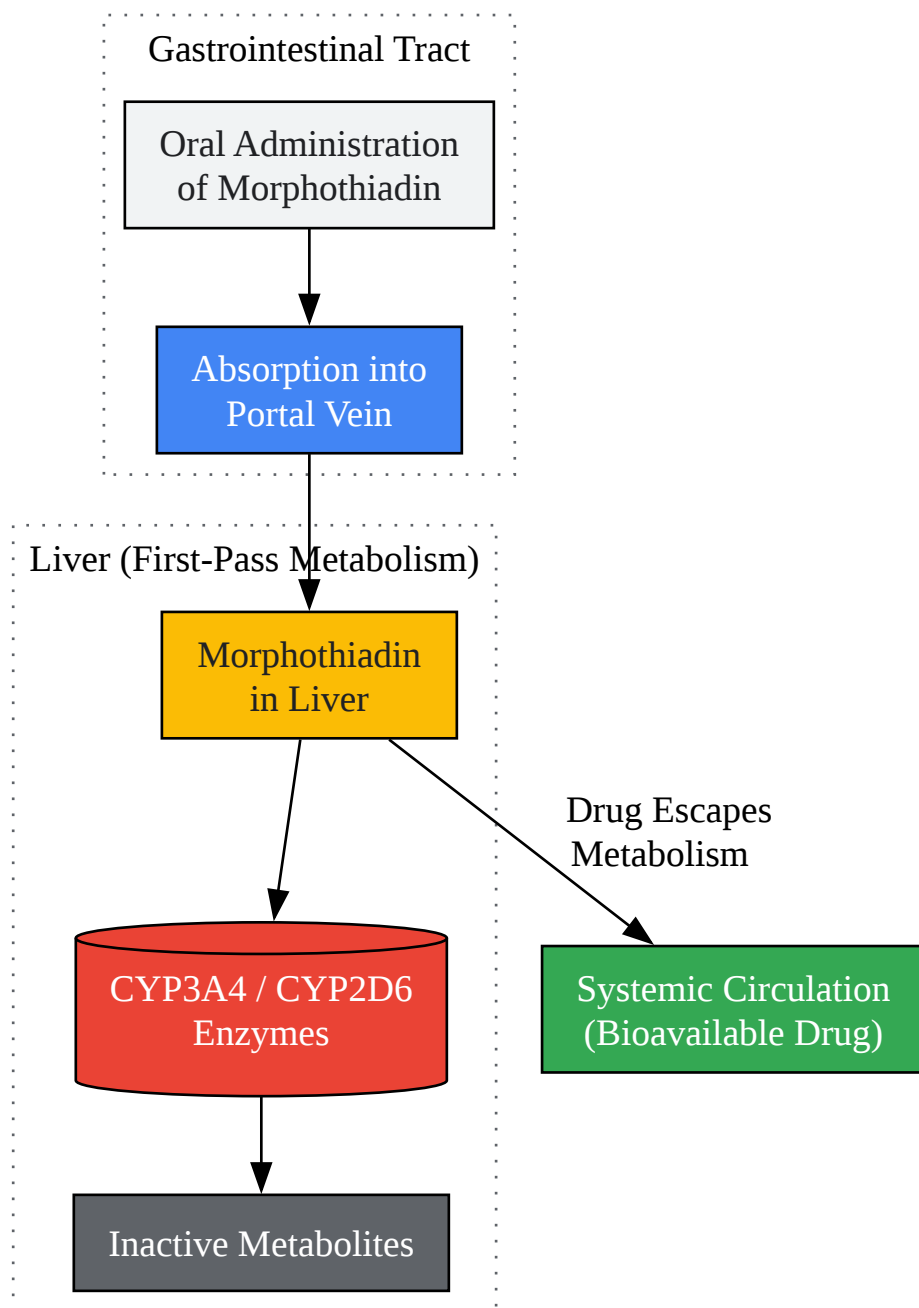 Gastrointestinal Tract
Oral Administration
of Morphothiadin
Absorption into
Portal Vein
Liver (First-Pass Metabolism)
Morphothiadin
in Liver
Drug Escapes
Metabolism
CYP3A4 / CYP2D6
Enzymes
Systemic Circulation
(Bioavailable Drug)
Inactive Metabolites